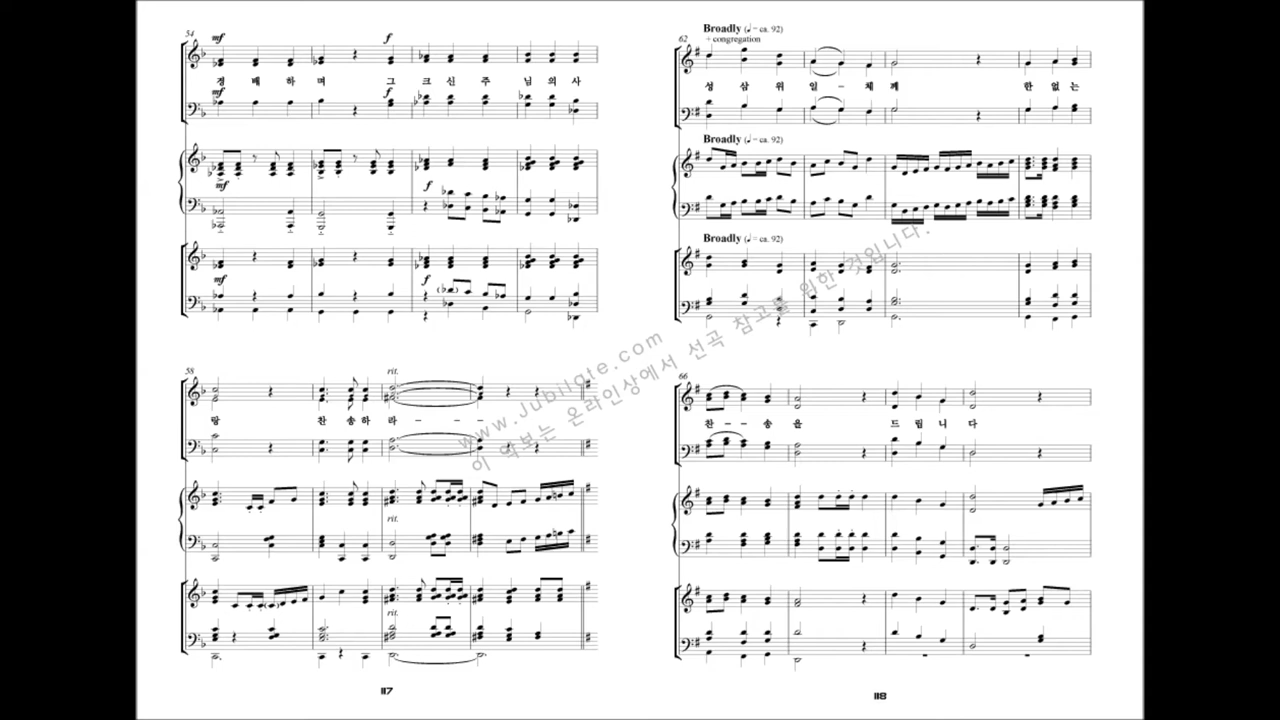 54
mf
f
경 배 하 며 그 크 신 주 님 의 사
mf
f
mf
f
mf
f
58
rit.
랑 찬 송 하 라 - - -
rit.
rit.
117
Broadly (♩= ca. 92)
62
+ congregation
성 삼 위 일 - 체 께 한 없 는
Broadly (♩= ca. 92)
Broadly (♩= ca. 92)
66
찬 - - 송 을 드 립 니 다
118
www.Jubilate.com
이 악보는 온라인상에서 선곡 참고를 위한 것입니다.